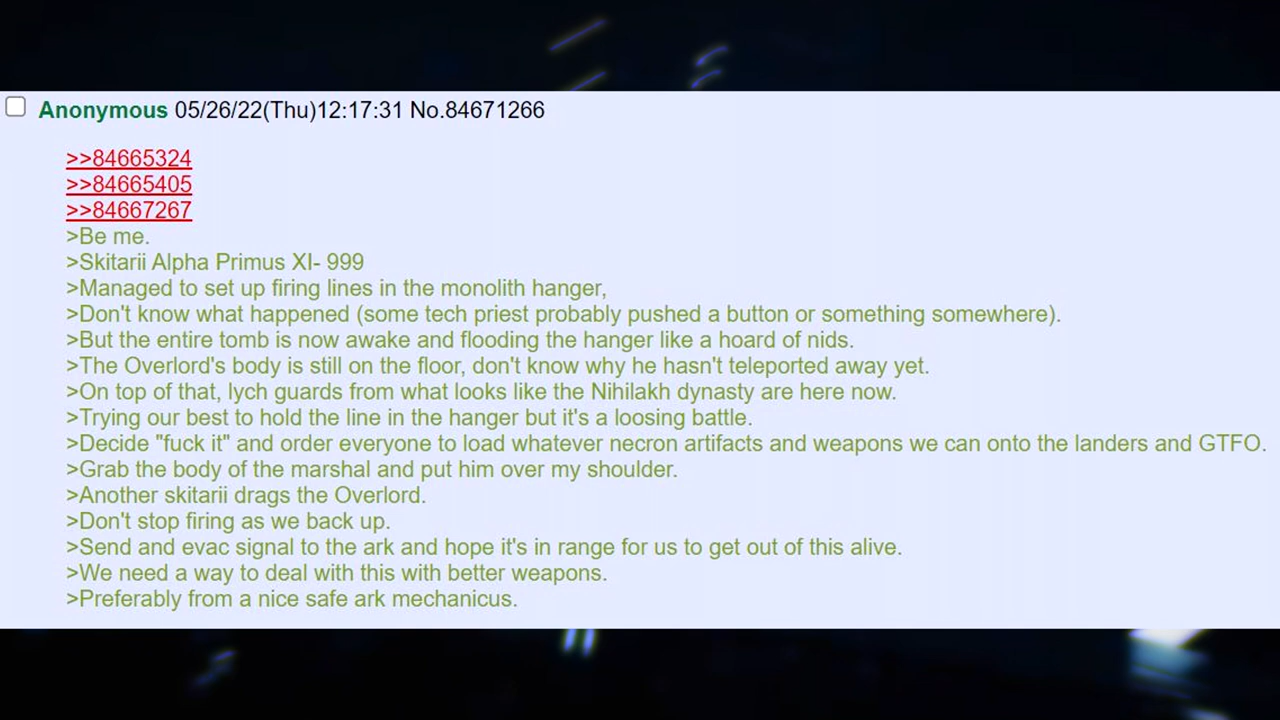 Anonymous 05/26/22(Thu)12:17:31 No.84671266
>>84665324
>>84665405
>>84667267
>Be me.
>Skitarii Alpha Primus XI- 999
>Managed to set up firing lines in the monolith hanger,
>Don't know what happened (some tech priest probably pushed a button or something somewhere).
>But the entire tomb is now awake and flooding the hanger like a hoard of nids.
>The Overlord's body is still on the floor, don't know why he hasn't teleported away yet.
>On top of that, lych guards from what looks like the Nihilakh dynasty are here now.
>Trying our best to hold the line in the hanger but it's a loosing battle.
>Decide "fuck it" and order everyone to load whatever necron artifacts and weapons we can onto the landers and GTFO.
>Grab the body of the marshal and put him over my shoulder.
>Another skitarii drags the Overlord.
>Don't stop firing as we back up.
>Send and evac signal to the ark and hope it's in range for us to get out of this alive.
>We need a way to deal with this with better weapons.
>Preferably from a nice safe ark mechanicus.